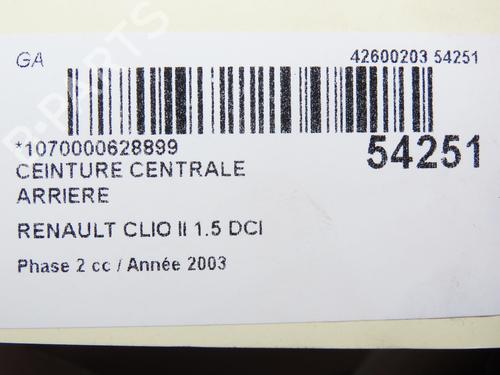 GA
42600203 54251
*1070000628899
54251
CEINTURE CENTRALE
ARRIERE
RENAULT CLIO II 1.5 DCI
Phase 2 cc / Année 2003